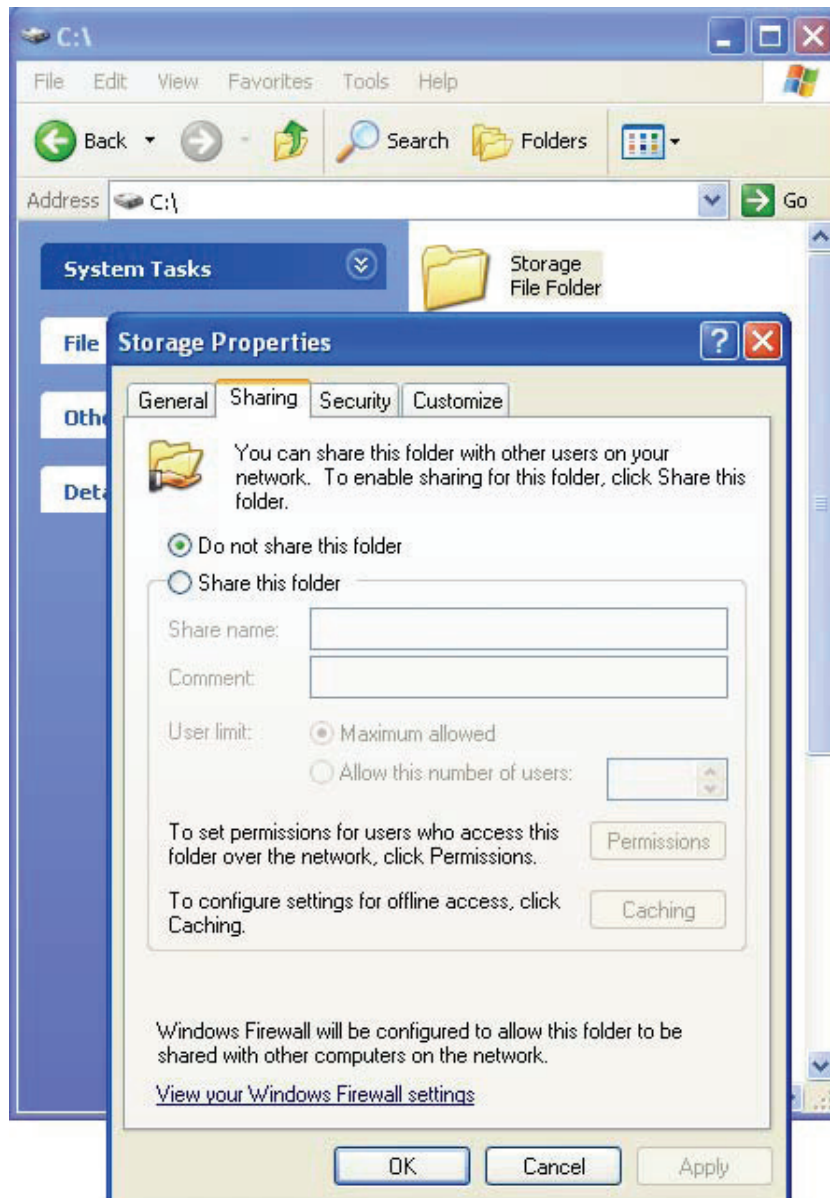 C:\
File Edit View Favorites Tools Help
Back Search Folders
Address C:\ Go
System Tasks
Storage
File Folder
File
Othe
Deta
Storage Properties
General Sharing Security Customize
You can share this folder with other users on your
network. To enable sharing for this folder, click Share this
folder.
Do not share this folder
Share this folder
Share name:
Comment:
User limit: Maximum allowed
Allow this number of users:
To set permissions for users who access this
folder over the network, click Permissions.
Permissions
To configure settings for offline access, click
Caching.
Caching
Windows Firewall will be configured to allow this folder to be
shared with other computers on the network.
View your Windows Firewall settings
OK Cancel Apply